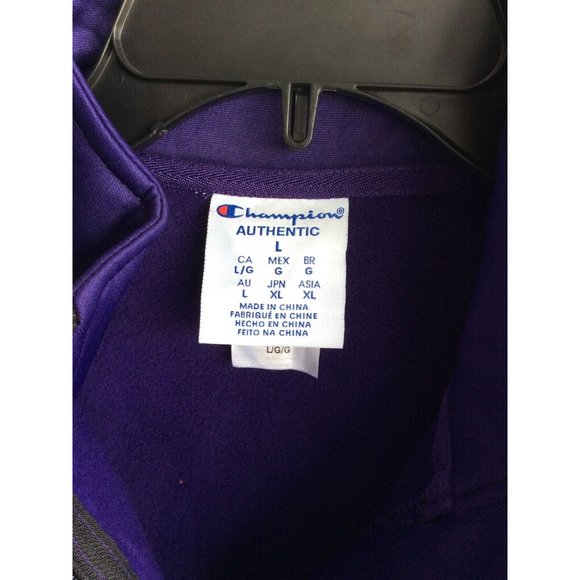 Champion®
AUTHENTIC
L
CA MEX BR
L/G G G
AU JPN ASIA
L XL XL
MADE IN CHINA
FABRIQUÉ EN CHINE
HECHO EN CHINA
FEITO NA CHINA
L/G/G